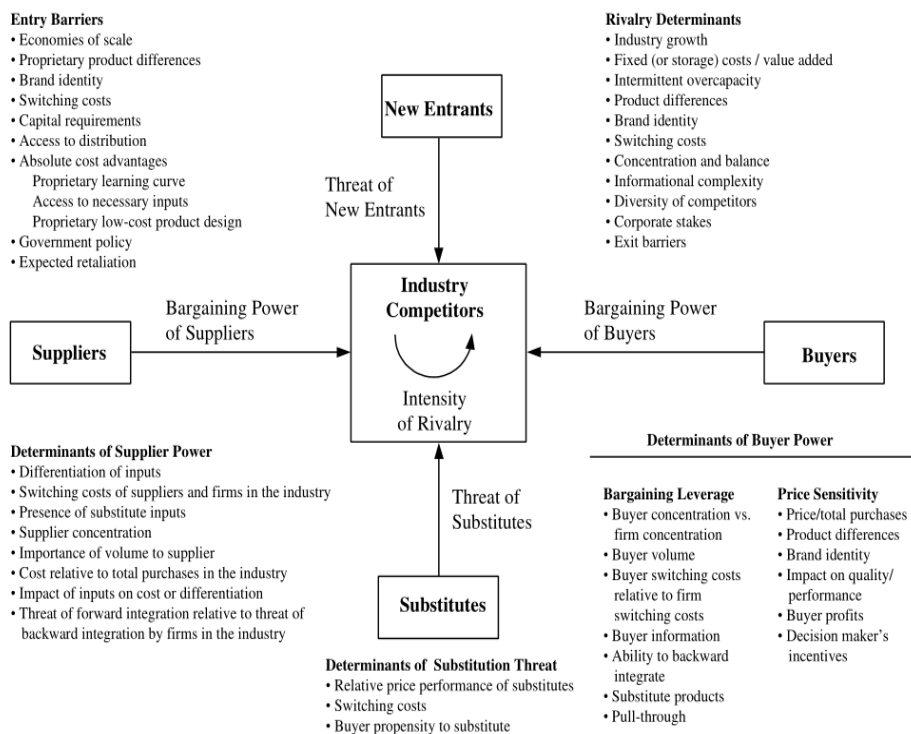 Entry Barriers
• Economies of scale
• Proprietary product differences
• Brand identity
• Switching costs
• Capital requirements
• Access to distribution
• Absolute cost advantages
Proprietary learning curve
Access to necessary inputs
Proprietary low-cost product design
• Government policy
• Expected retaliation
New Entrants
Threat of
New Entrants
Rivalry Determinants
• Industry growth
• Fixed (or storage) costs / value added
• Intermittent overcapacity
• Product differences
• Brand identity
• Switching costs
• Concentration and balance
• Informational complexity
• Diversity of competitors
• Corporate stakes
• Exit barriers
Suppliers
Bargaining Power
of Suppliers
Industry
Competitors
Intensity
of Rivalry
Bargaining Power
of Buyers
Buyers
Determinants of Supplier Power
• Differentiation of inputs
• Switching costs of suppliers and firms in the industry
• Presence of substitute inputs
• Supplier concentration
• Importance of volume to supplier
• Cost relative to total purchases in the industry
• Impact of inputs on cost or differentiation
• Threat of forward integration relative to threat of
backward integration by firms in the industry
Threat of
Substitutes
Substitutes
Determinants of Substitution Threat
• Relative price performance of substitutes
• Switching costs
• Buyer propensity to substitute
Determinants of Buyer Power
Bargaining Leverage
• Buyer concentration vs.
firm concentration
• Buyer volume
• Buyer switching costs
relative to firm
switching costs
• Buyer information
• Ability to backward
integrate
• Substitute products
• Pull-through
Price Sensitivity
• Price/total purchases
• Product differences
• Brand identity
• Impact on quality/
performance
• Buyer profits
• Decision maker's
incentives